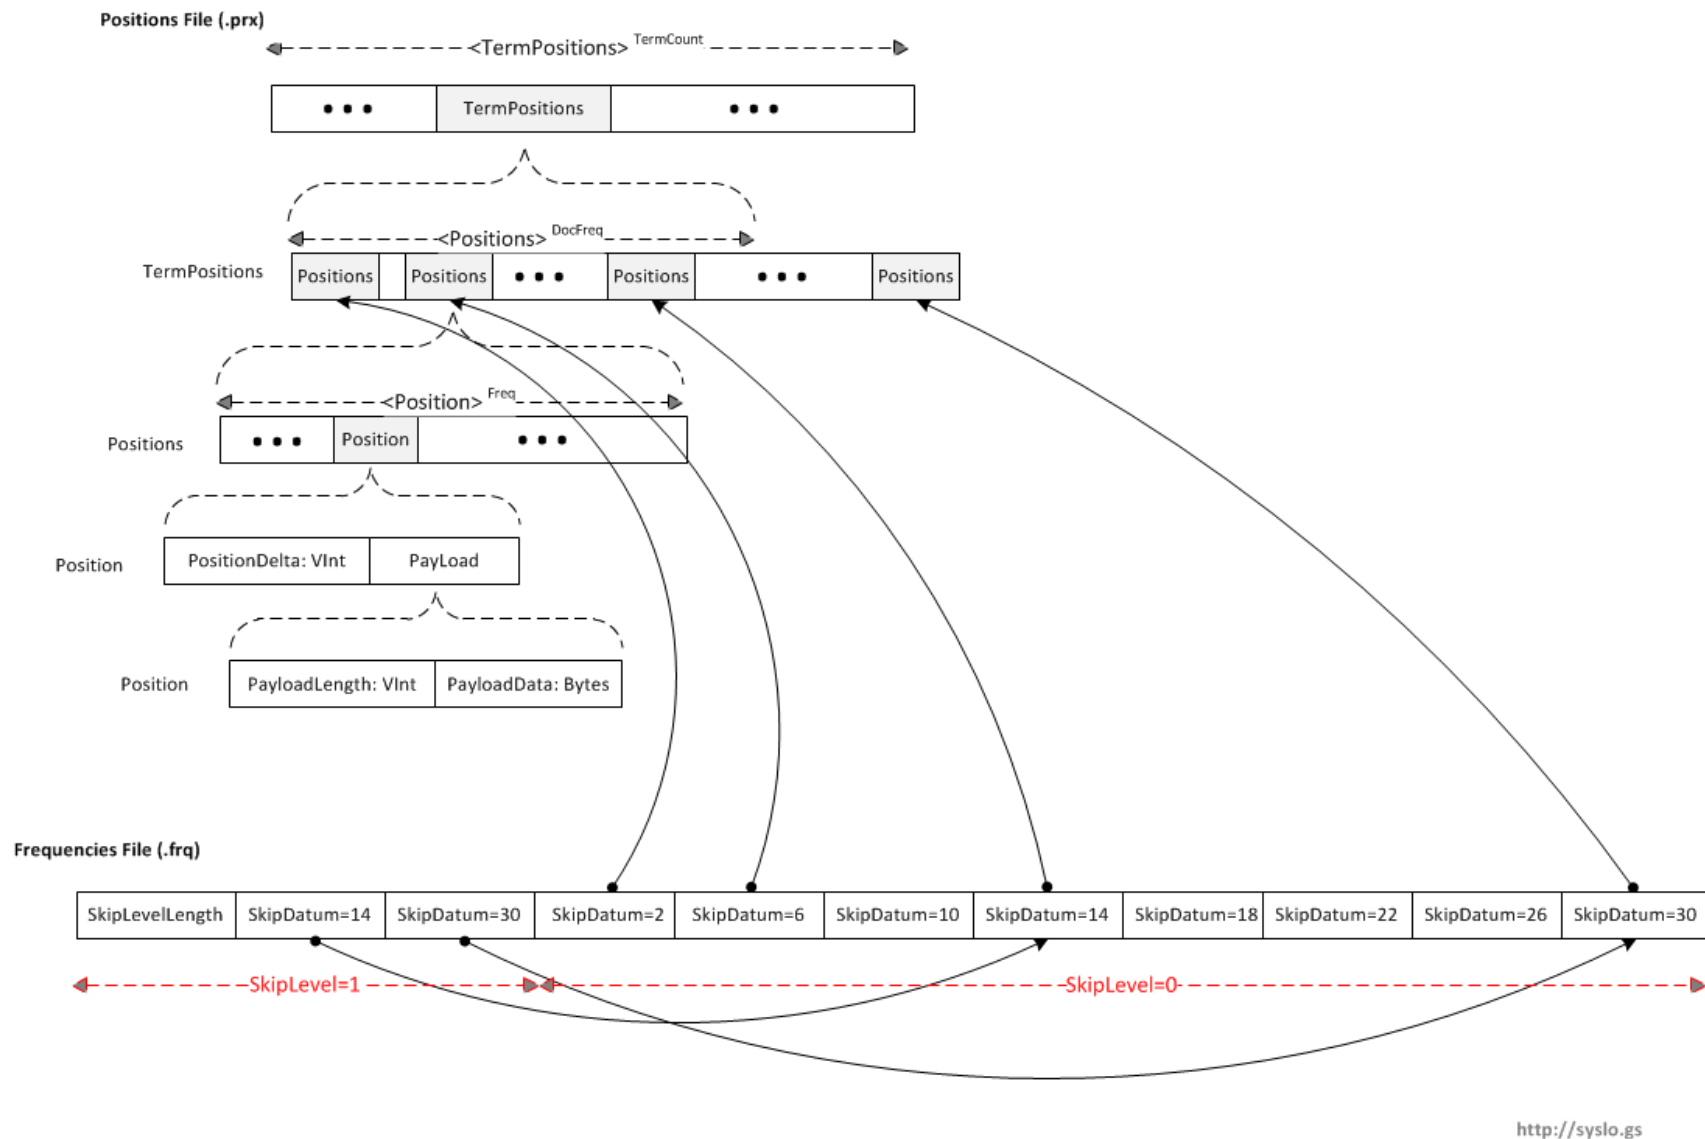 Positions File (.prx)
<TermPositions> TermCount
••• TermPositions •••
<Positions> DocFreq
TermPositions Positions Positions ••• Positions ••• Positions
<Position> Freq
Positions ••• Position •••
Position PositionDelta: VInt PayLoad
Position PayloadLength: VInt PayloadData: Bytes
Frequencies File (.frq)
SkipLevelLength SkipDatum=14 SkipDatum=30 SkipDatum=2 SkipDatum=6 SkipDatum=10 SkipDatum=14 SkipDatum=18 SkipDatum=22 SkipDatum=26 SkipDatum=30
SkipLevel=1 SkipLevel=0
http://syslo.gs